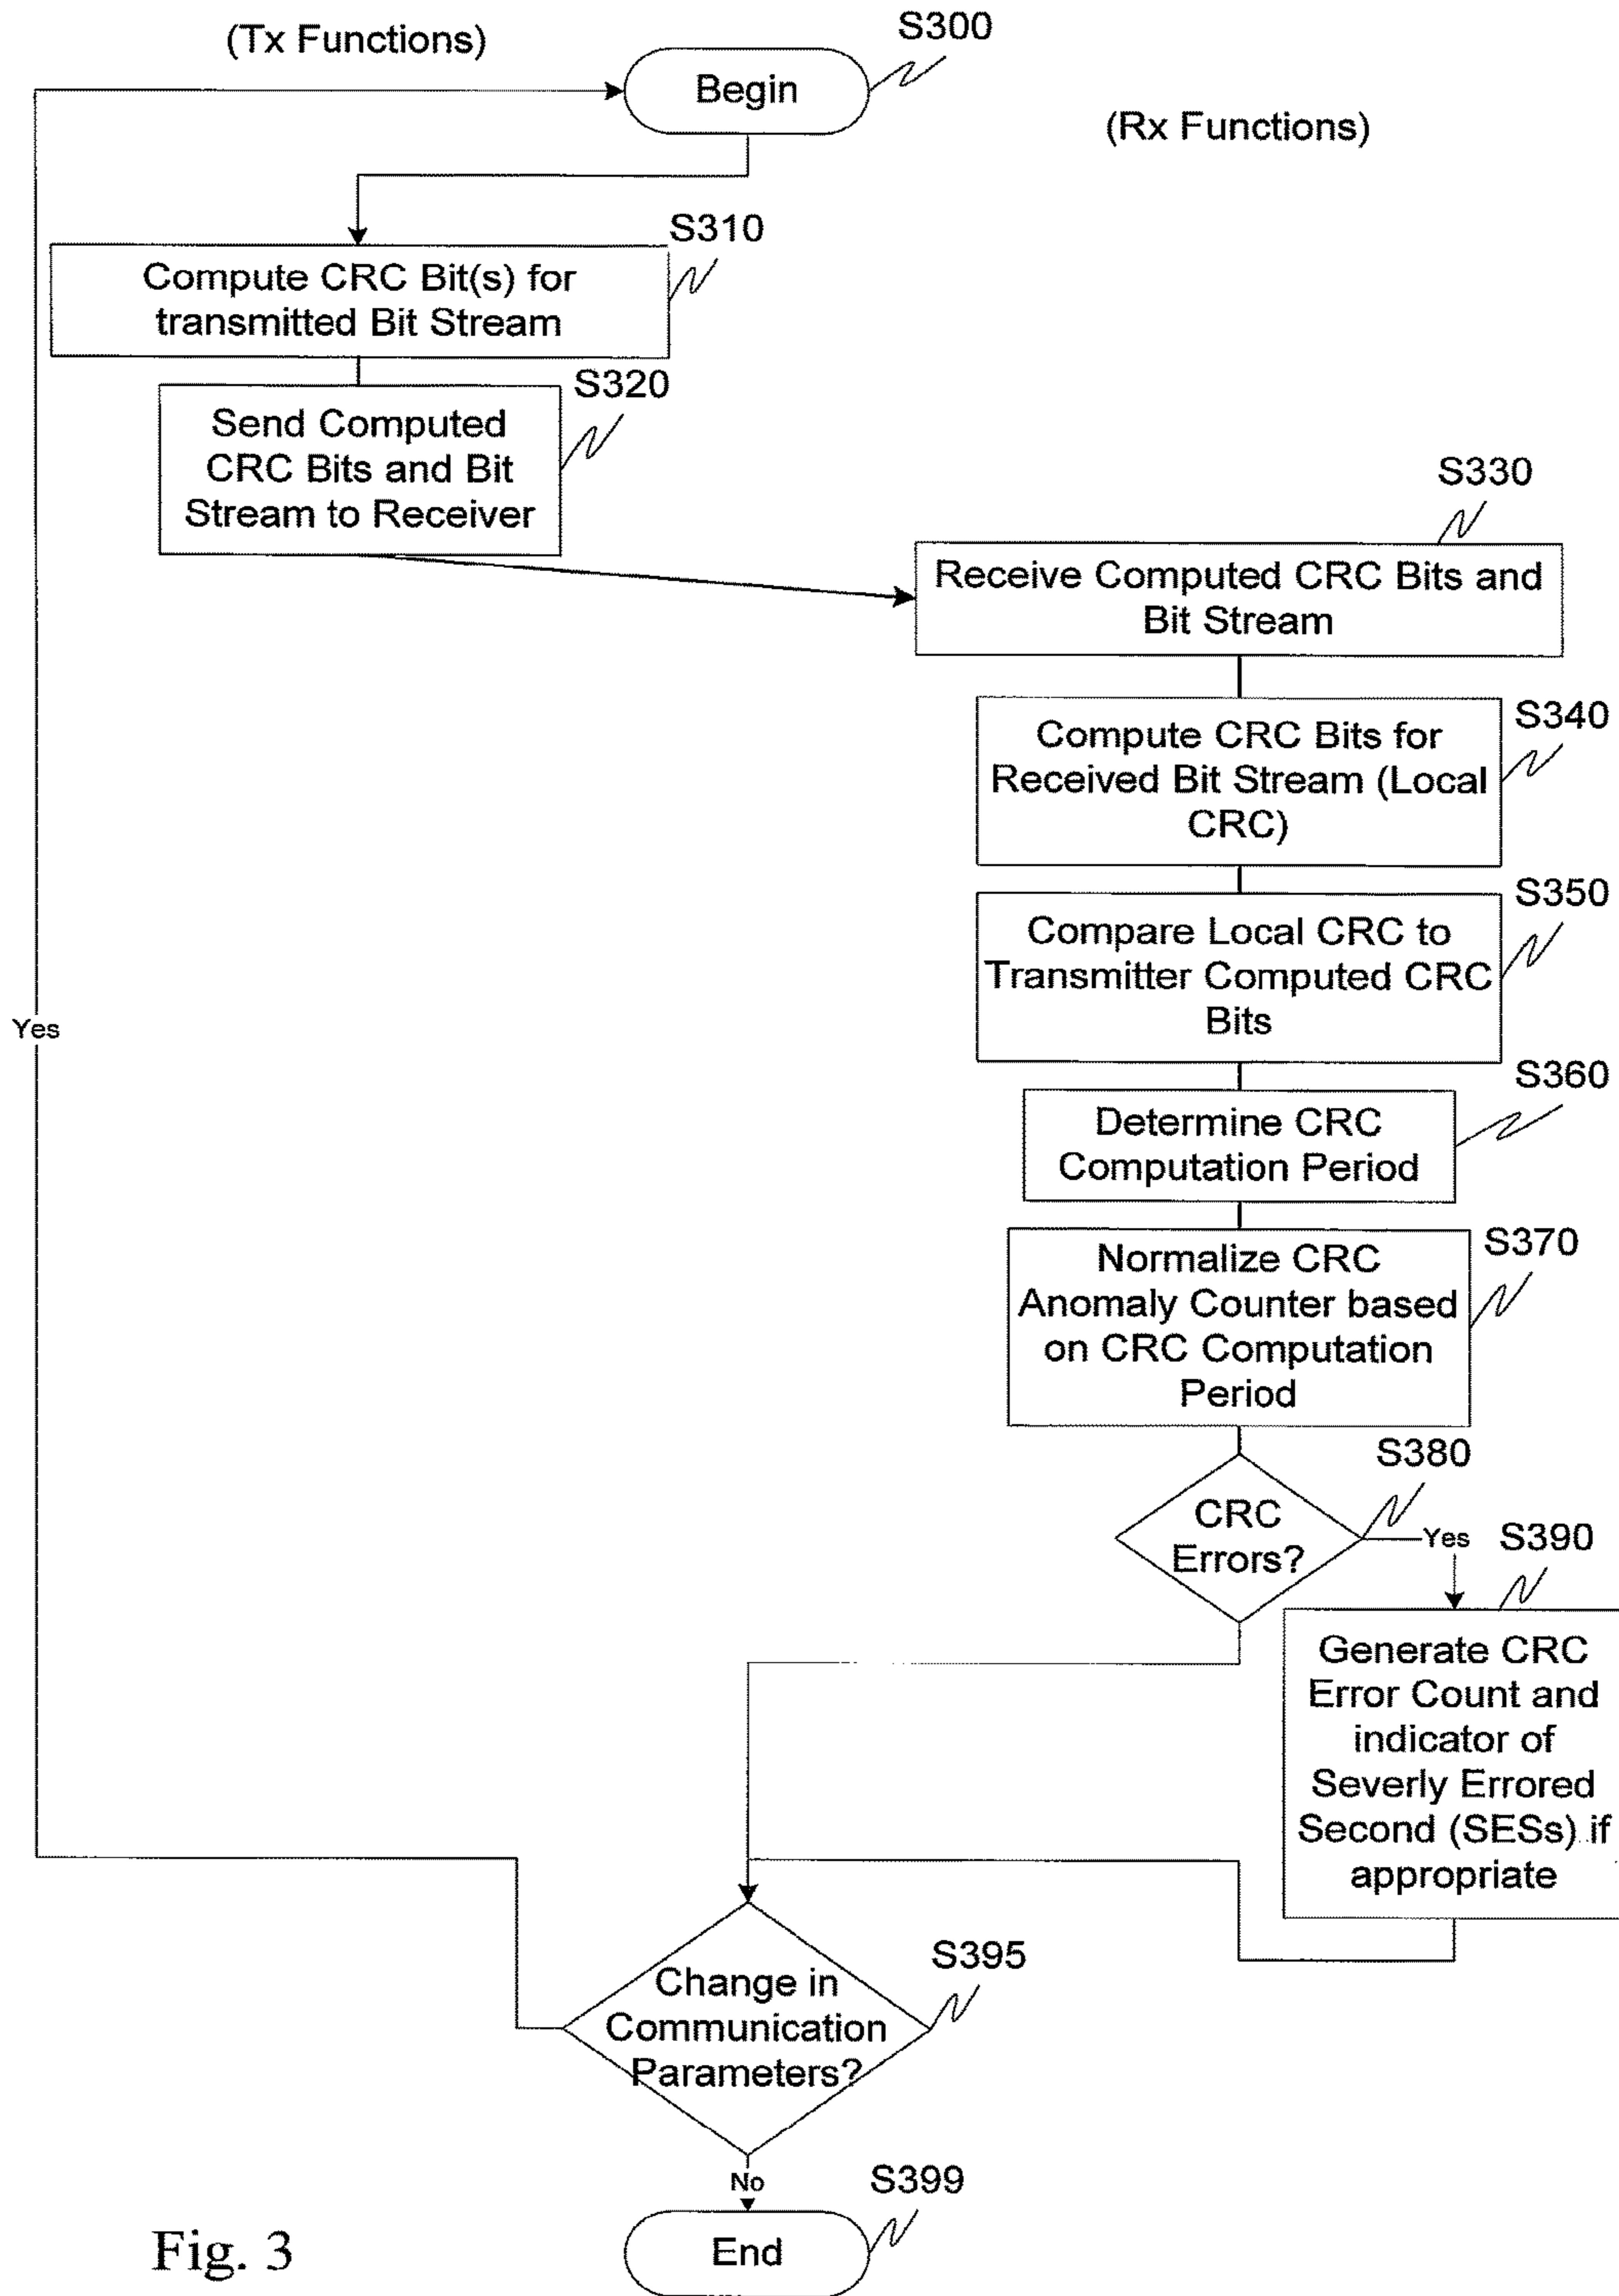 (Tx Functions)
S300
Begin
(Rx Functions)
S310
Compute CRC Bit(s) for
transmitted Bit Stream
S320
Send Computed
CRC Bits and Bit
Stream to Receiver
S330
Receive Computed CRC Bits and
Bit Stream
S340
Compute CRC Bits for
Received Bit Stream (Local
CRC)
S350
Compare Local CRC to
Transmitter Computed CRC
Bits
Yes
S360
Determine CRC
Computation Period
S370
Normalize CRC
Anomaly Counter based
on CRC Computation
Period
S380
CRC
Errors?
Yes
S390
Generate CRC
Error Count and
indicator of
Severly Errored
Second (SESs) if
appropriate
S395
Change in
Communication
Parameters?
No
S399
End
Fig. 3